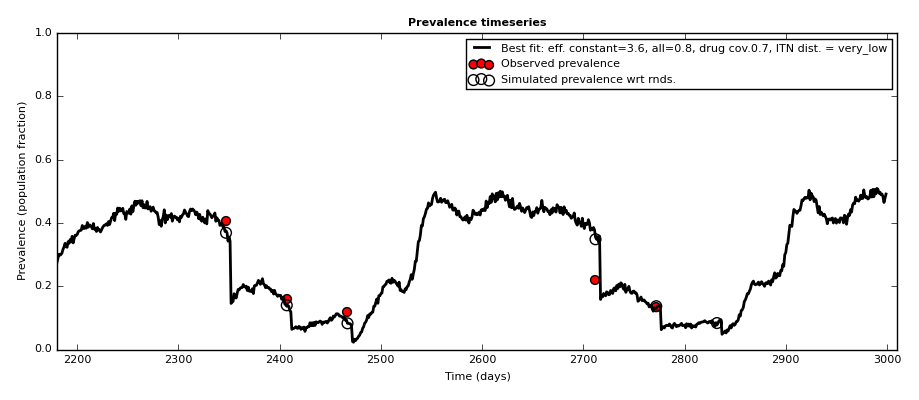 Prevalence timeseries
Best fit: eff. constant=3.6, all=0.8, drug cov.0.7, ITN dist. = very_low
Observed prevalence
Simulated prevalence wrt rnds.
Prevalence (population fraction)
1.0
0.8
0.6
0.4
0.2
0.0
2200 2300 2400 2500 2600 2700 2800 2900 3000
Time (days)